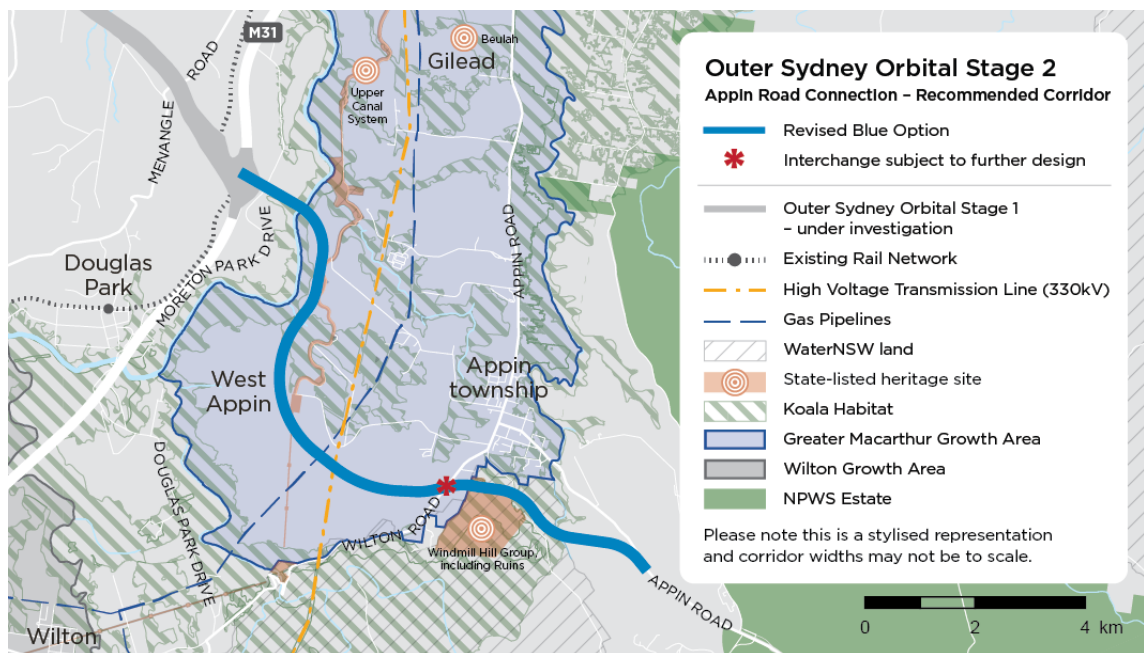 M31
ROAD
MENANGLE
Beulah
Gilead
Upper
Canal
System
APPIN ROAD
MORETON PARK DRIVE
Douglas
Park
West
Appin
Appin
township
DOUGLAS PARK DRIVE
WILTON ROAD
Windmill Hill Group,
including Ruins
APPIN ROAD
Wilton
Outer Sydney Orbital Stage 2
Appin Road Connection – Recommended Corridor
Revised Blue Option
Interchange subject to further design
Outer Sydney Orbital Stage 1
– under investigation
Existing Rail Network
High Voltage Transmission Line (330kV)
Gas Pipelines
WaterNSW land
State-listed heritage site
Koala Habitat
Greater Macarthur Growth Area
Wilton Growth Area
NPWS Estate
Please note this is a stylised representation
and corridor widths may not be to scale.
0 2 4 km